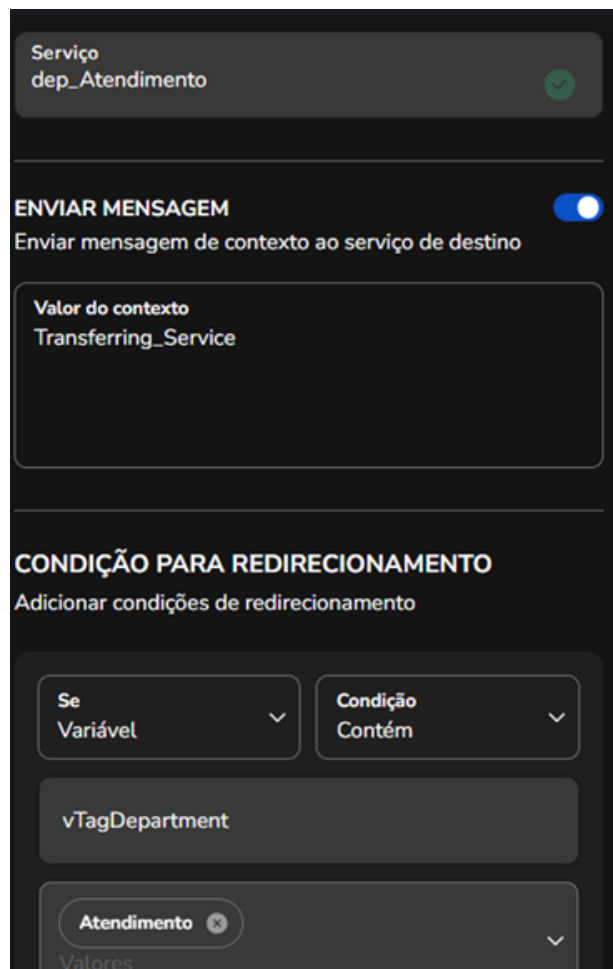 Serviço
dep_Atendimento
ENVIAR MENSAGEM
Enviar mensagem de contexto ao serviço de destino
Valor do contexto
Transferring_Service
CONDIÇÃO PARA REDIRECIONAMENTO
Adicionar condições de redirecionamento
Se
Variável
Condição
Contém
vTagDepartment
Atendimento
Valores